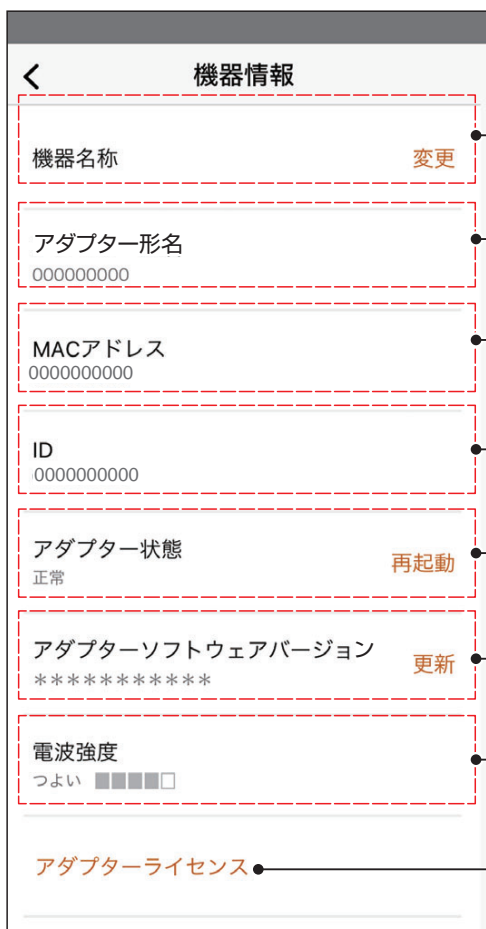 機器情報
機器名称 変更
アダプター形名
000000000
MACアドレス
0000000000
ID
0000000000
アダプター状態
正常 再起動
アダプターソフトウェアバージョン
*********** 更新
電波強度
つよい
アダプターライセンス